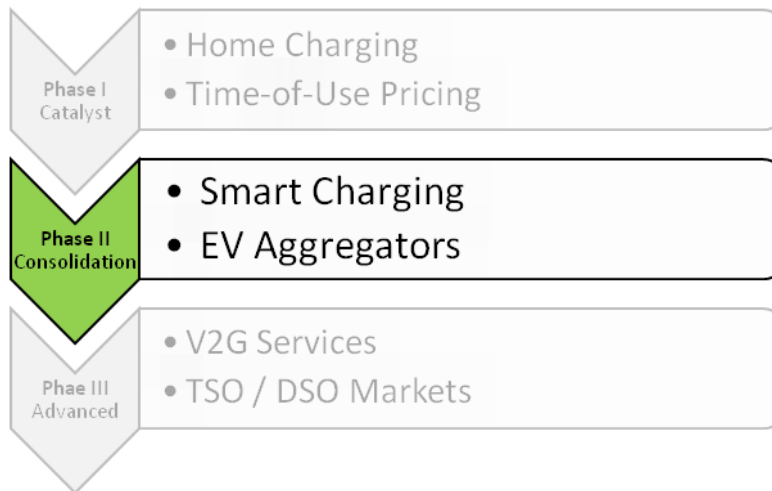 Phase I
Catalyst
• Home Charging
• Time-of-Use Pricing
Phase II
Consolidation
• Smart Charging
• EV Aggregators
Phae III
Advanced
• V2G Services
• TSO / DSO Markets